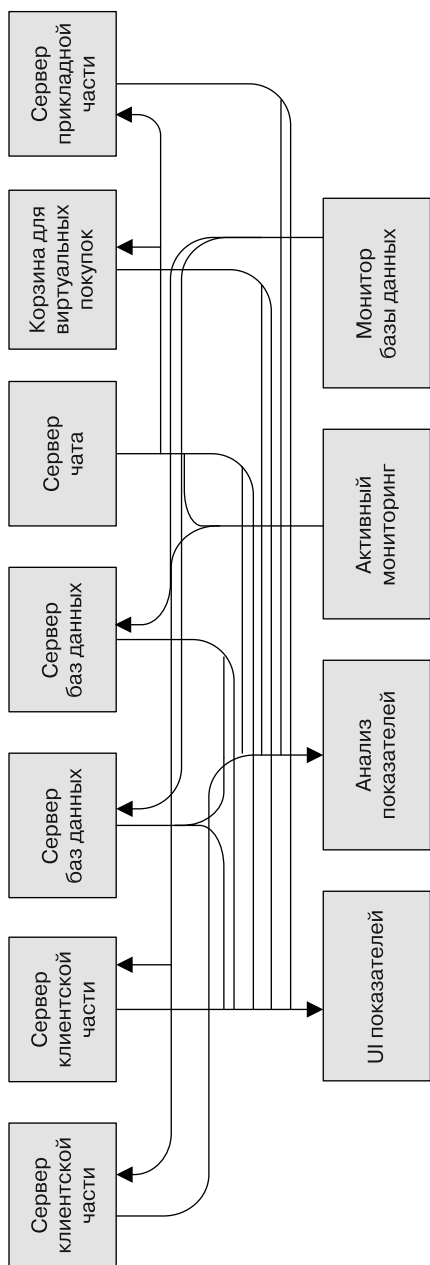 Сервер
клиентской
части
Сервер
клиентской
части
Сервер
баз данных
Сервер
баз данных
Сервер
чата
Корзина для
виртуальных
покупок
Сервер
прикладной
части
UI показателей
Анализ
показателей
Активный
мониторинг
Монитор
базы данных